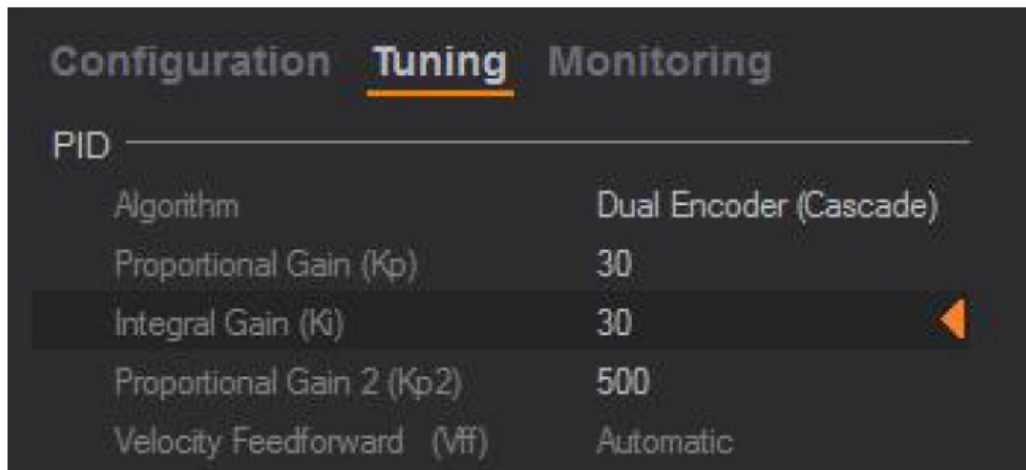 Configuration Tuning Monitoring
PID
Algorithm Dual Encoder (Cascade)
Proportional Gain (Kp) 30
Integral Gain (Ki) 30
Proportional Gain 2 (Kp2) 500
Velocity Feedforward (Vff) Automatic